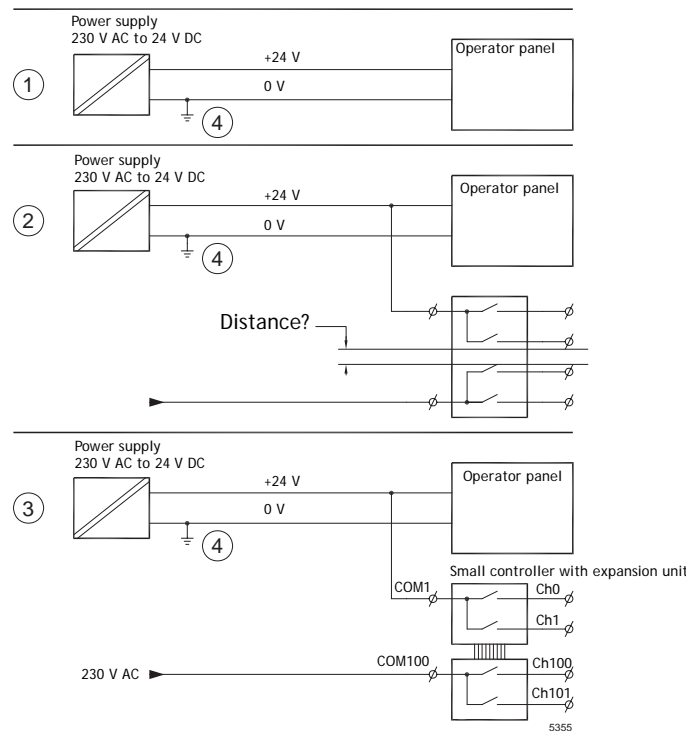 Power supply
230 V AC to 24 V DC
+24 V
Operator panel
1
0 V
4
Power supply
230 V AC to 24 V DC
+24 V
Operator panel
2
0 V
4
Distance?
Power supply
230 V AC to 24 V DC
+24 V
Operator panel
3
0 V
4
Small controller with expansion unit
COM1
Ch0
Ch1
COM100
Ch100
230 V AC
Ch101
5355